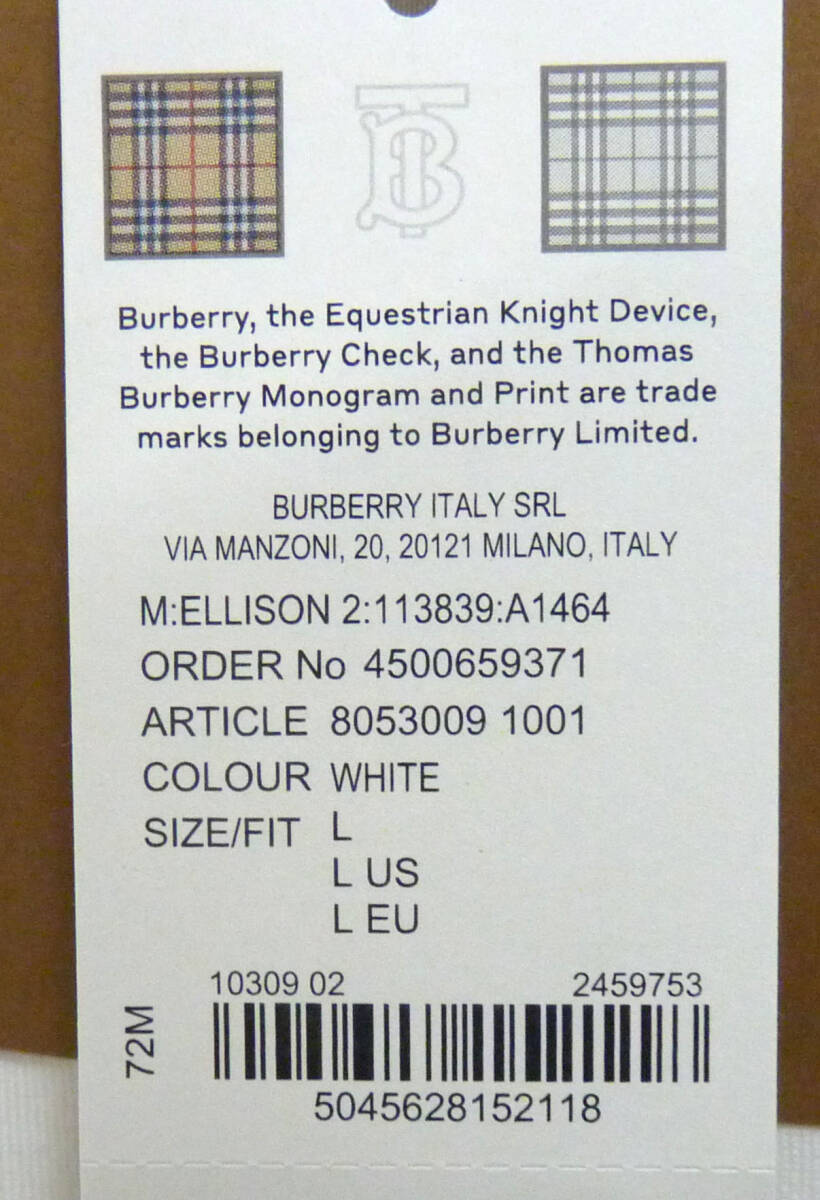 Burberry, the Equestrian Knight Device,
the Burberry Check, and the Thomas
Burberry Monogram and Print are trade
marks belonging to Burberry Limited.
BURBERRY ITALY SRL
VIA MANZONI, 20, 20121 MILANO, ITALY
M:ELLISON 2:113839:A1464
ORDER No 4500659371
ARTICLE 8053009 1001
COLOUR WHITE
SIZE/FIT L
L US
L EU
10309 02 2459753
72M
5045628152118